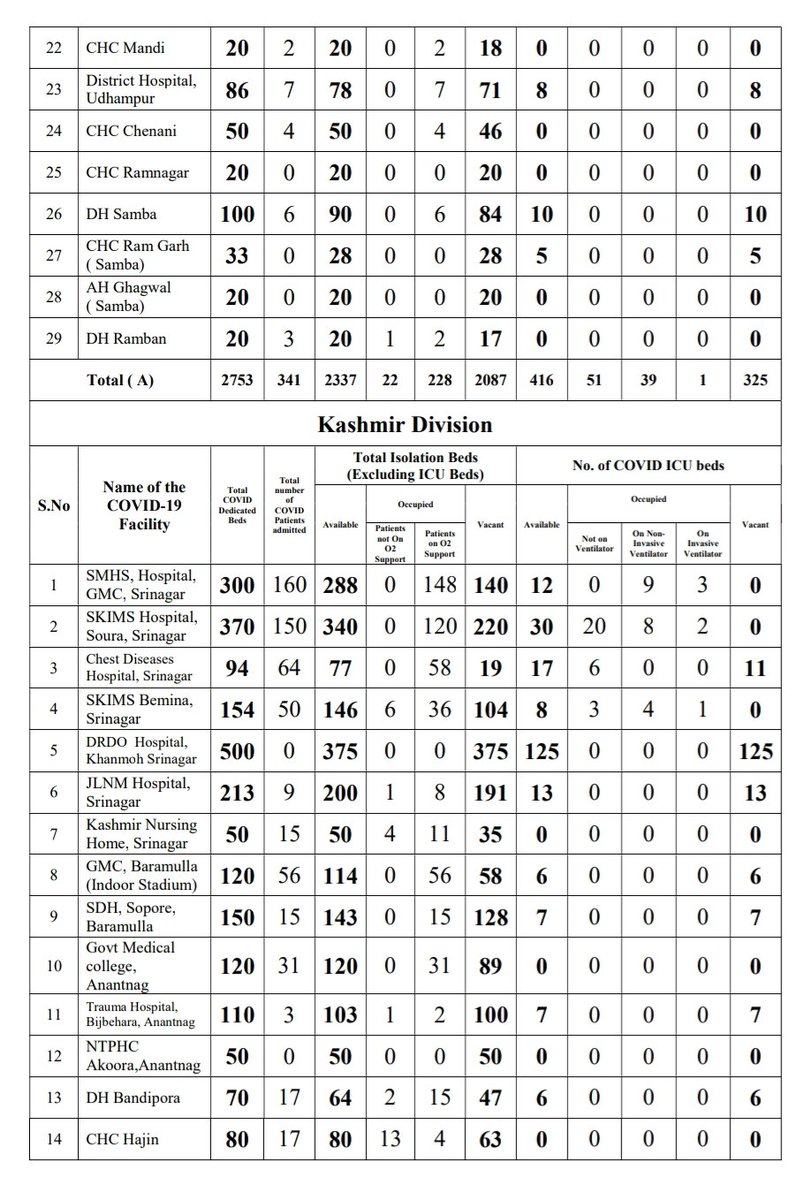 22 CHC Mandi 20 2 20 0 2 18 0 0 0 0 0
23 District Hospital, Udhampur 86 7 78 0 7 71 8 0 0 0 8
24 CHC Chenani 50 4 50 0 4 46 0 0 0 0 0
25 CHC Ramnagar 20 0 20 0 0 20 0 0 0 0 0
26 DH Samba 100 6 90 0 6 84 10 0 0 0 10
27 CHC Ram Garh ( Samba) 33 0 28 0 0 28 5 0 0 0 5
28 AH Ghagwal ( Samba) 20 0 20 0 0 20 0 0 0 0 0
29 DH Ramban 20 3 20 1 2 17 0 0 0 0 0
Total ( A) 2753 341 2337 22 228 2087 416 51 39 1 325
Kashmir Division
S.No
Name of the COVID-19 Facility
Total COVID Dedicated Beds
Total number of COVID Patients admitted
Total Isolation Beds (Excluding ICU Beds)
No. of COVID ICU beds
Available
Occupied
Patients not On O2 Support
Patients on O2 Support
Vacant
Available
Occupied
Not on Ventilator
On Non-Invasive Ventilator
On Invasive Ventilator
Vacant
1 SMHS, Hospital, GMC, Srinagar 300 160 288 0 148 140 12 0 9 3 0
2 SKIMS Hospital, Soura, Srinagar 370 150 340 0 120 220 30 20 8 2 0
3 Chest Diseases Hospital, Srinagar 94 64 77 0 58 19 17 6 0 0 11
4 SKIMS Bemina, Srinagar 154 50 146 6 36 104 8 3 4 1 0
5 DRDO Hospital, Khanmoh Srinagar 500 0 375 0 0 375 125 0 0 0 125
6 JLNM Hospital, Srinagar 213 9 200 1 8 191 13 0 0 0 13
7 Kashmir Nursing Home, Srinagar 50 15 50 4 11 35 0 0 0 0 0
8 GMC, Baramulla (Indoor Stadium) 120 56 114 0 56 58 6 0 0 0 6
9 SDH, Sopore, Baramulla 150 15 143 0 15 128 7 0 0 0 7
10 Govt Medical college, Anantnag 120 31 120 0 31 89 0 0 0 0 0
11 Trauma Hospital, Bijbehara, Anantnag 110 3 103 1 2 100 7 0 0 0 7
12 NTPHC Akoora,Anantnag 50 0 50 0 0 50 0 0 0 0 0
13 DH Bandipora 70 17 64 2 15 47 6 0 0 0 6
14 CHC Hajin 80 17 80 13 4 63 0 0 0 0 0